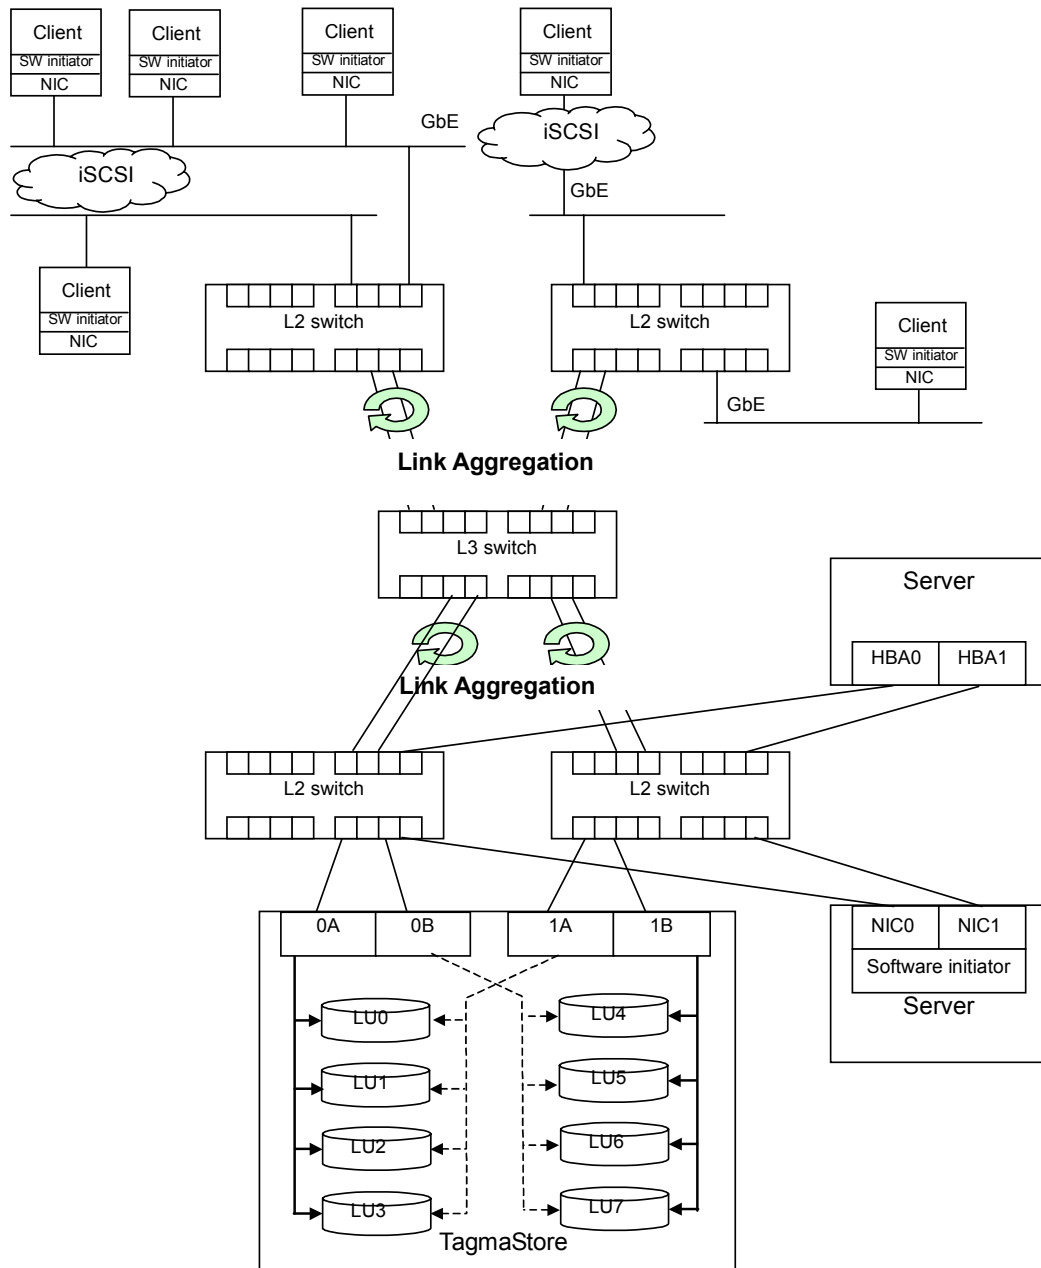 Client
SW initiator
NIC
Client
SW initiator
NIC
Client
SW initiator
NIC
Client
SW initiator
NIC
GbE
iSCSI
iSCSI
GbE
Client
SW initiator
NIC
L2 switch
L2 switch
Client
SW initiator
NIC
GbE
Link Aggregation
L3 switch
Server
HBA0 HBA1
Link Aggregation
L2 switch
L2 switch
0A 0B 1A 1B
NIC0 NIC1
Software initiator
Server
LU0
LU4
LU1
LU5
LU2
LU6
LU3
LU7
TagmaStore